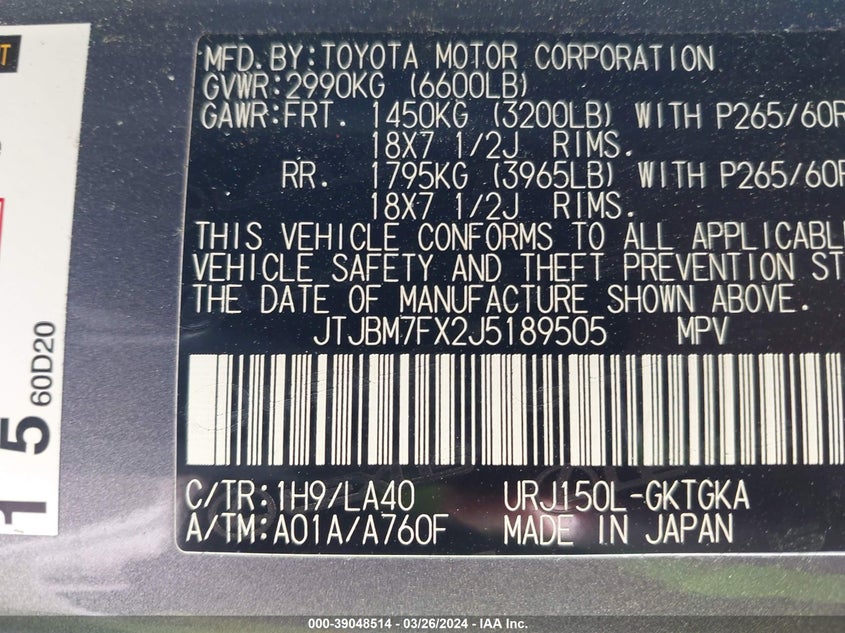 MFD.BY:TOYOTA MOTOR CORPORATION
GVWR:2990KG (6600LB)
GAWR:FRT. 1450KG (3200LB) WITH P265/60R
18X7 1/2J RIMS.
RR. 1795KG (3965LB) WITH P265/60R
18X7 1/2J RIMS.
THIS VEHICLE CONFORMS TO ALL APPLICABL
VEHICLE SAFETY AND THEFT PREVENTION ST
THE DATE OF MANUFACTURE SHOWN ABOVE.
JTJBM7FX2J5189505 MPV
C/TR:1H9/LA40 URJ150L-GKTGKA
A/TM:A01A/A760F MADE IN JAPAN
15 60D20
000-39048514 - 03/26/2024 - IAA Inc.